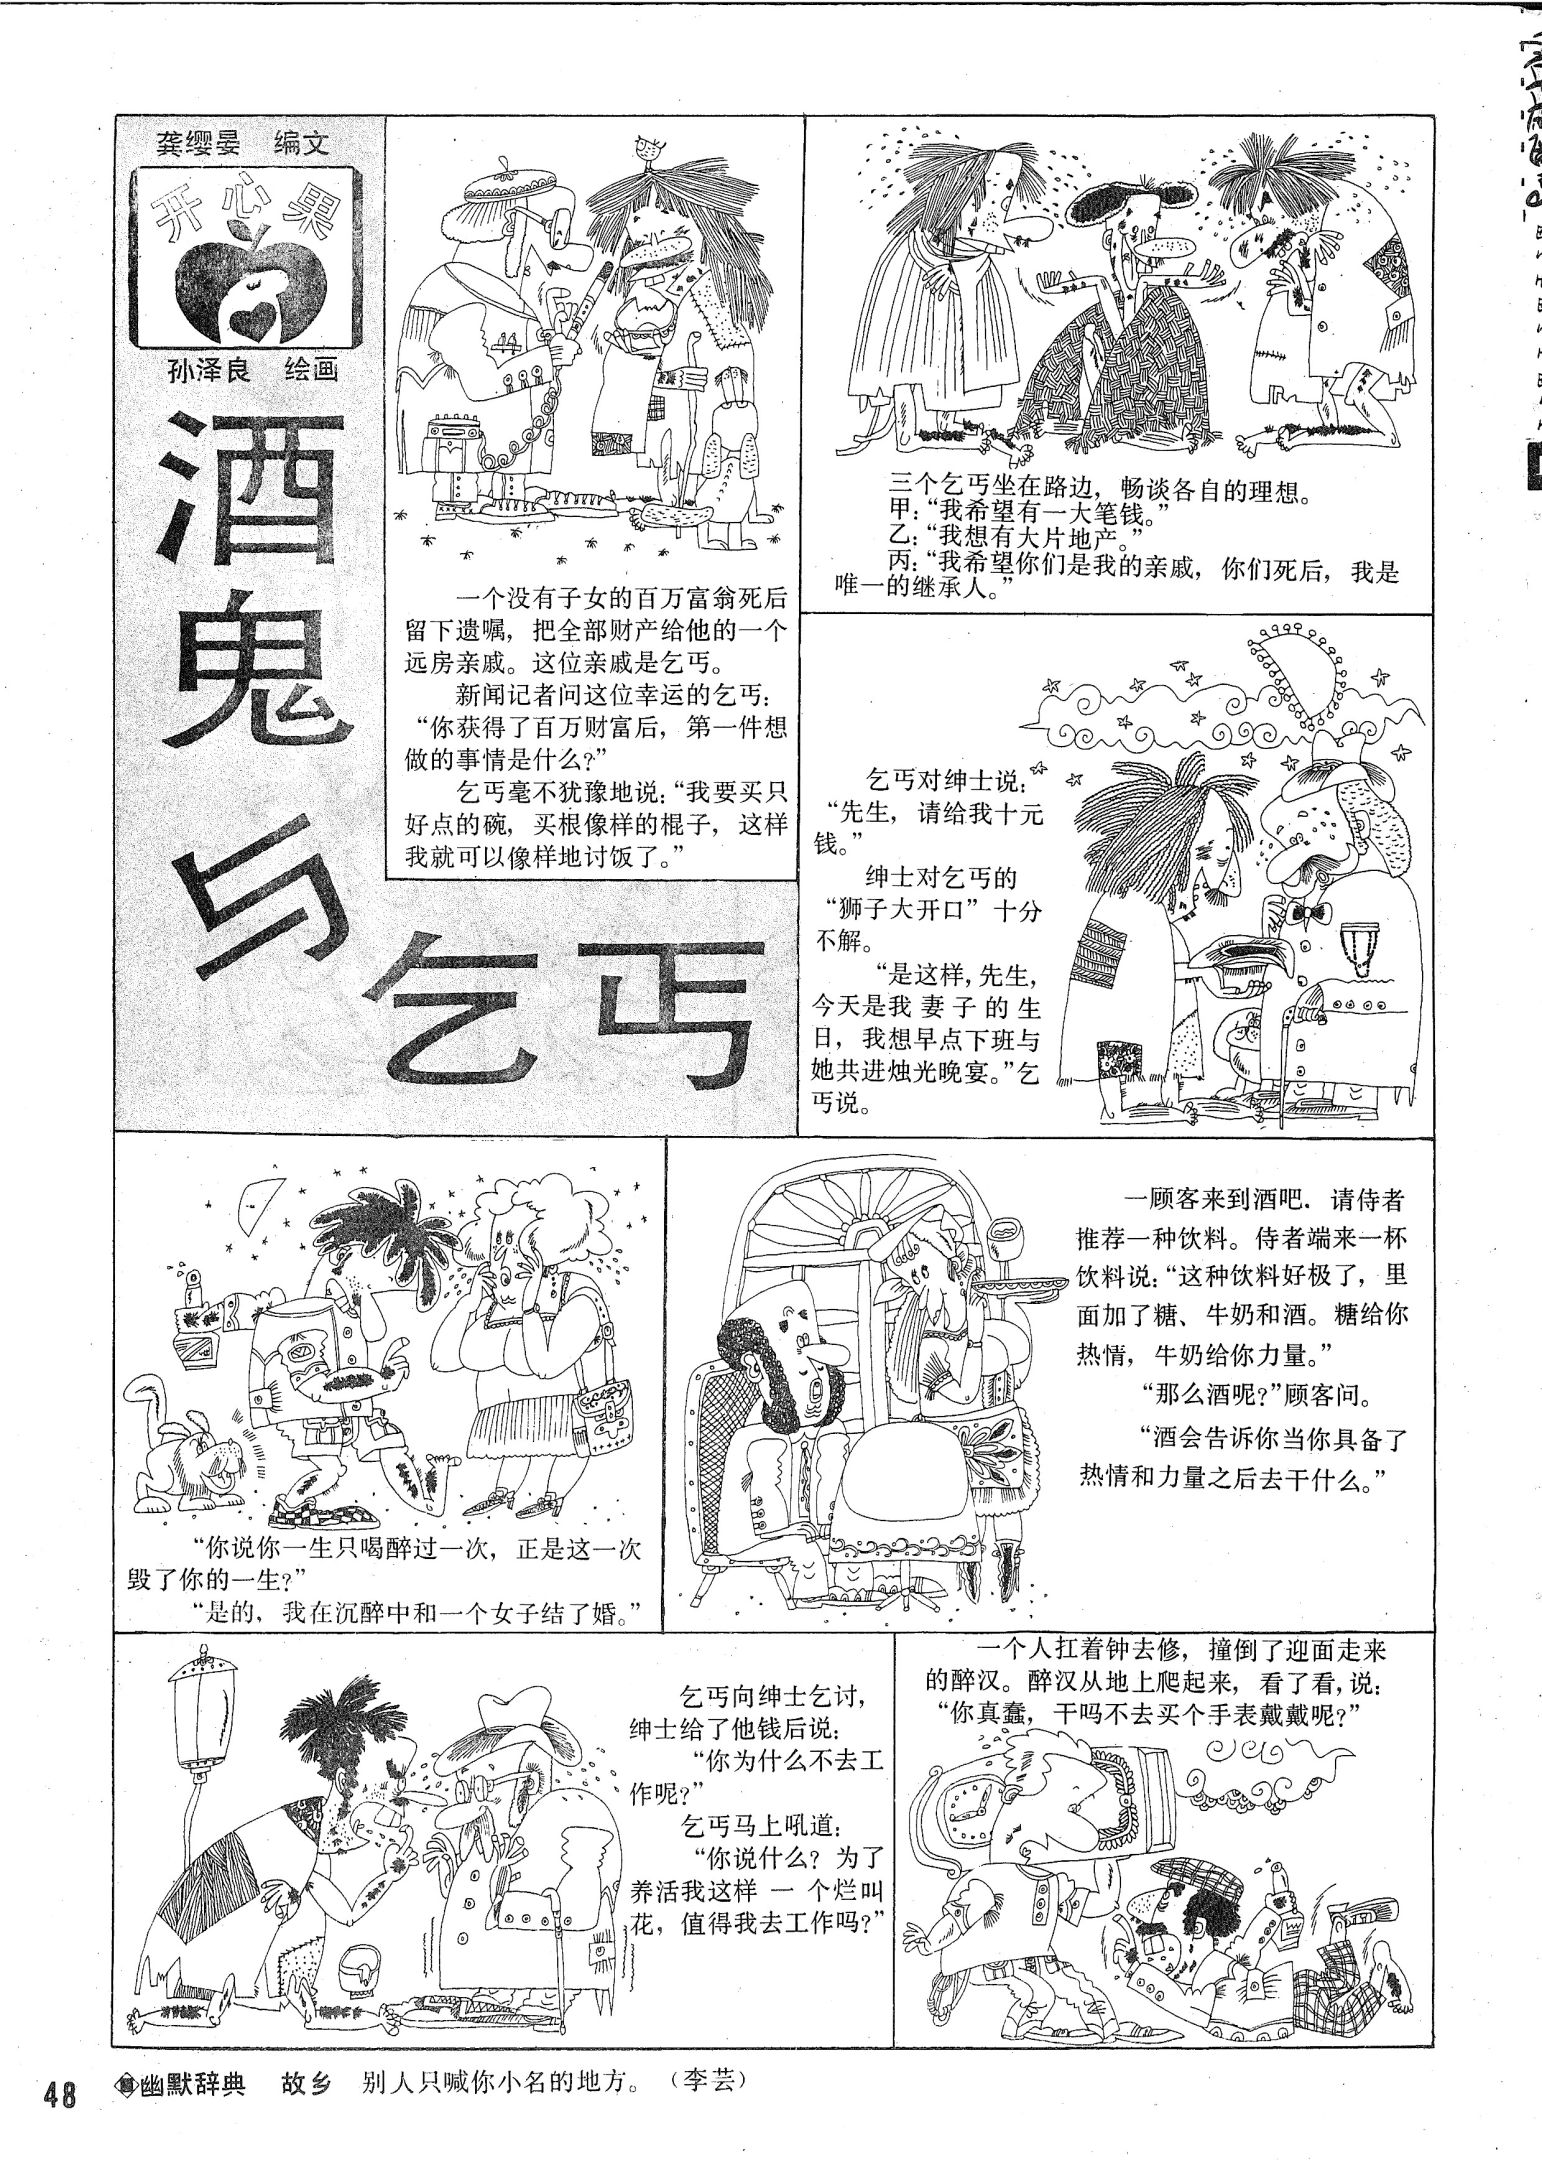 龚缨晏 编文
开心果
孙泽良 绘画
酒鬼与乞丐
一个没有子女的百万富翁死后
留下遗嘱，把全部财产给他的一个
远房亲戚。这位亲戚是乞丐。
新闻记者问这位幸运的乞丐：
“你获得了百万财富后，第一件想
做的事情是什么？”
乞丐毫不犹豫地说：“我要买只
好点的碗，买根像样的棍子，这样
我就可以像样地讨饭了。”
三个乞丐坐在路边，畅谈各自的理想。
甲：“我希望有一大笔钱。”
乙：“我想有大片地产。”
丙：“我希望你们是我的亲戚，你们死后，我是
唯一的继承人。”
乞丐对绅士说：
“先生，请给我十元
钱。”
绅士对乞丐的
“狮子大开口”十分
不解。
“是这样，先生，
今天是我妻子的生
日，我想早点下班与
她共进烛光晚宴。”乞
丐说。
“你说你一生只喝醉过一次，正是这一次
毁了你的一生？”
“是的，我在沉醉中和一个女子结了婚。”
一顾客来到酒吧．请侍者
推荐一种饮料。侍者端来一杯
饮料说：“这种饮料好极了，里
面加了糖、牛奶和酒。糖给你
热情，牛奶给你力量。”
“那么酒呢？”顾客问。
“酒会告诉你当你具备了
热情和力量之后去干什么。”
乞丐向绅士乞讨，
绅士给了他钱后说：
“你为什么不去工
作呢？”
乞丐马上吼道：
“你说什么？为了
养活我这样一个烂叫
花，值得我去工作吗？”
一个人扛着钟去修，撞倒了迎面走来
的醉汉。醉汉从地上爬起来，看了看，说：
“你真蠢，干吗不去买个手表戴戴呢？”
48
幽默辞典 故乡 别人只喊你小名的地方。（李芸）